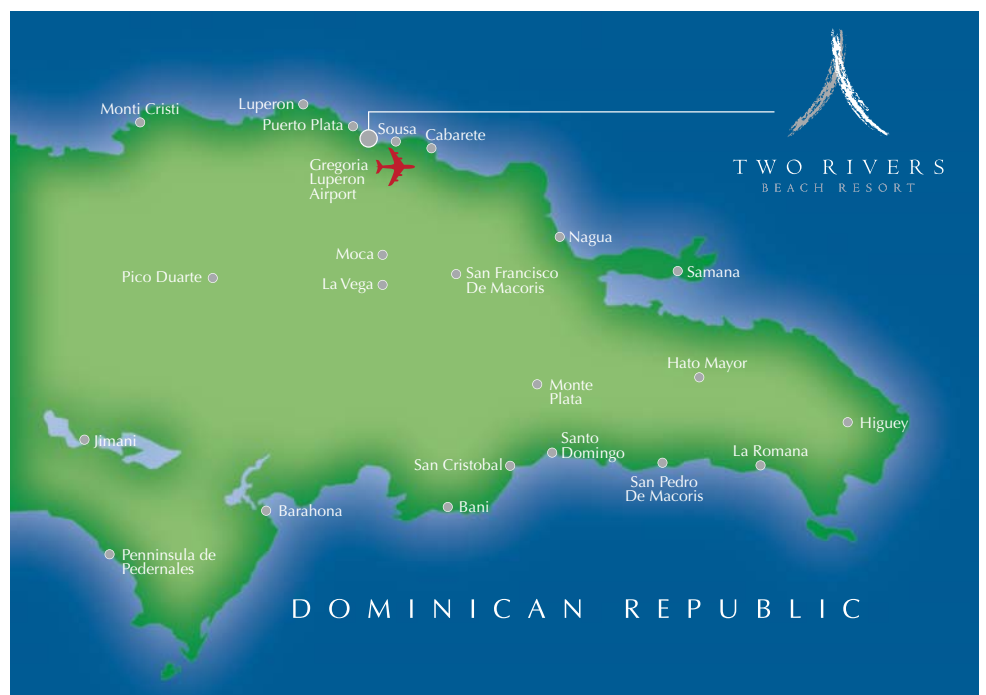 TWO RIVERS
BEACH RESORT
Monti Cristi
Luperon
Puerto Plata
Sousa
Cabarete
Gregoria
Luperon
Airport
Nagua
Moca
Pico Duarte
La Vega
San Francisco
De Macoris
Samana
Hato Mayor
Monte
Plata
Higuey
Jimani
Santo
Domingo
San Cristobal
La Romana
San Pedro
De Macoris
Barahona
Bani
Penninsula de
Pedernales
DOMINICAN REPUBLIC